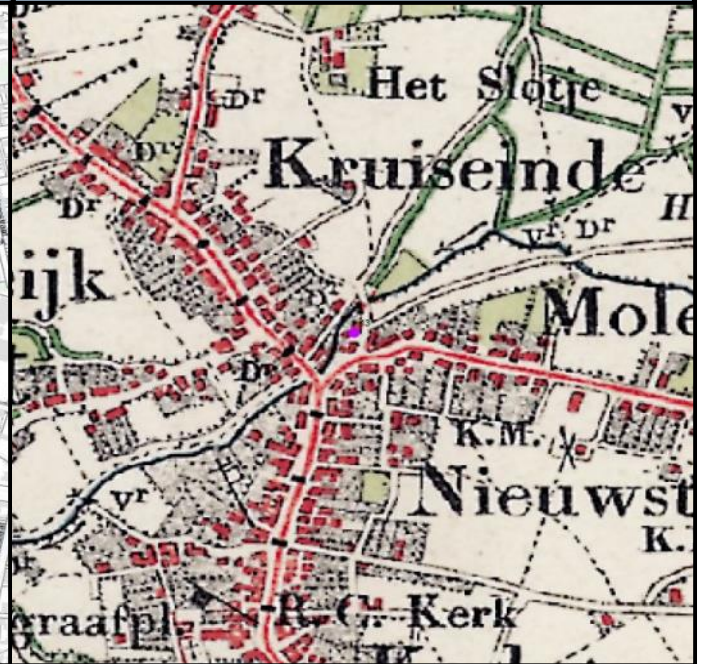 Dr
Het Slotje
Dr
Kruiseinde
Dr
H
Vr. Dr
ijk
Mole
Dr
K.M.
Vr
Nieuwst
K.
R. C. Kerk
graafpl.